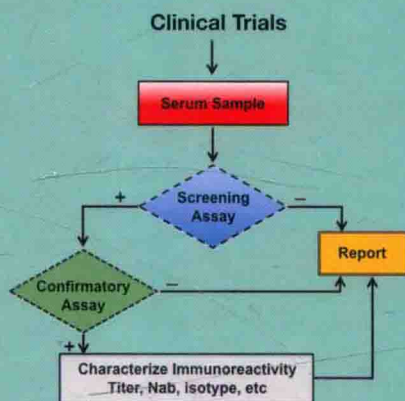 Clinical Trials
Serum Sample
+
Screening
Assay
–
Report
Confirmatory
Assay
–
+
Characterize Immunoreactivity
Titer, Nab, isotype, etc